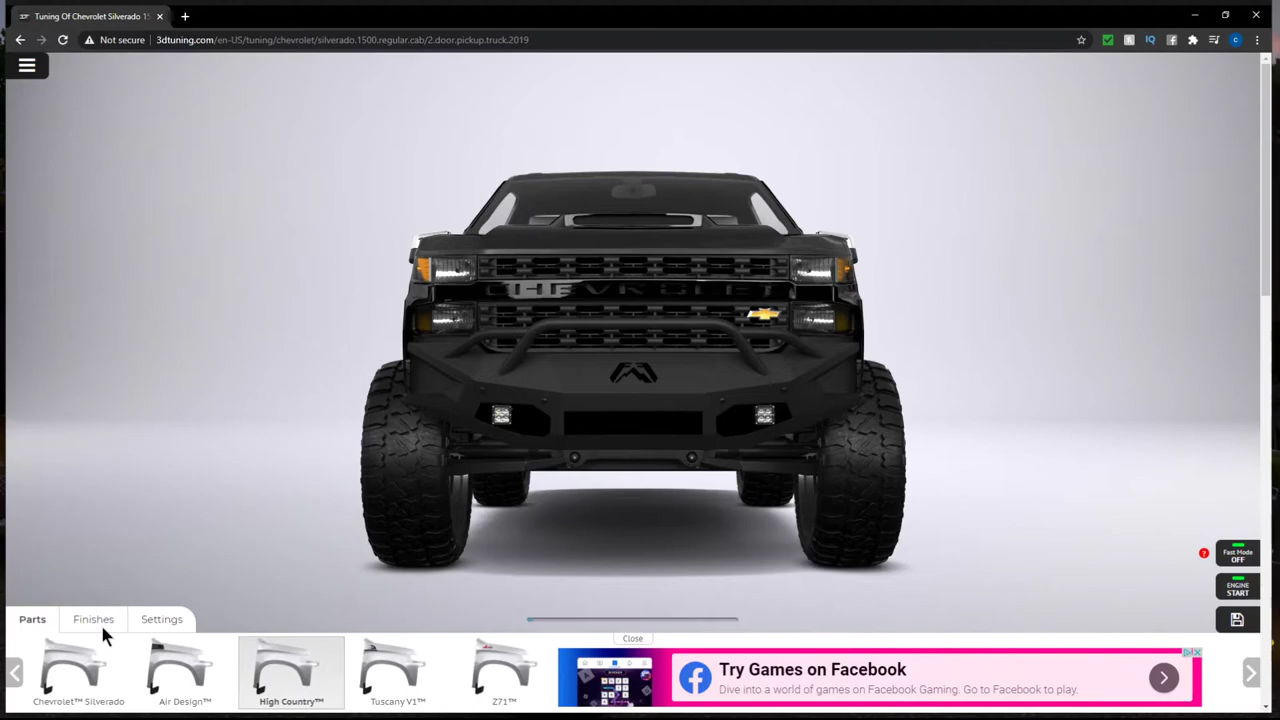 Tuning Of Chevrolet Silverado 15
Not secure
3dtuning.com/en-US/tuning/chevrolet/silverado.1500.regular.cab/2.door.pickup.truck.2019
IQ
c
CHEVROLET
?
Fast Mode
OFF
ENGINE
START
Parts
Finishes
Settings
Close
Chevrolet™ Silverado
Air Design™
High Country™
Tuscany V1™
Z71™
Try Games on Facebook
Dive into a world of games on Facebook Gaming. Go to Facebook to play.